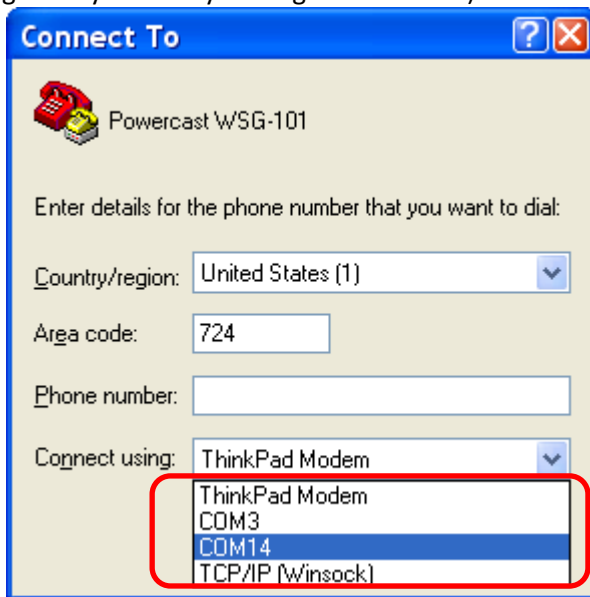 Connect To
Powercast WSG-101
Enter details for the phone number that you want to dial:
Country/region: United States (1)
Area code: 724
Phone number:
Connect using: ThinkPad Modem
ThinkPad Modem
COM3
COM14
TCP/IP (Winsock)